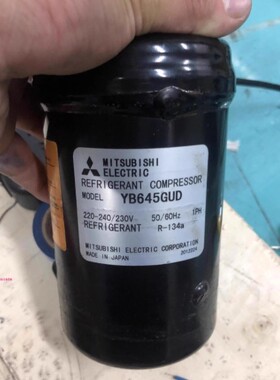 MITSUBISHI
ELECTRIC
REFRIGERANT COMPRESSOR
MODEL YB645GUD
220-240/230V 50/60Hz 1PH
REFRIGERANT R-134a
MITSUBISHI ELECTRIC CORPORATION
MADE IN JAPAN